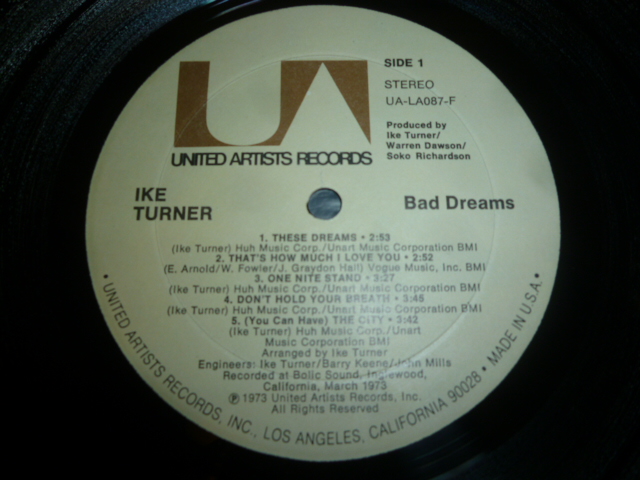 UA
UNITED ARTISTS RECORDS
SIDE 1
STEREO
UA-LA087-F
Produced by
Ike Turner/
Warren Dawson/
Soko Richardson
IKE
TURNER
Bad Dreams
1. THESE DREAMS • 2:53
(Ike Turner) Huh Music Corp./Unart Music Corporation BMI
2. THAT'S HOW MUCH I LOVE YOU • 2:52
(E. Arnold/W. Fowler/J. Graydon Hall) Vogue Music, Inc. BMI
3. ONE NITE STAND • 3:27
(Ike Turner) Huh Music Corp./Unart Music Corporation BMI
4. DON'T HOLD YOUR BREATH • 3:45
(Ike Turner) Huh Music Corp./Unart Music Corporation BMI
5. (You Can Have) THE CITY • 3:42
(Ike Turner) Huh Music Corp./Unart
Music Corporation BMI
Arranged by Ike Turner
Engineers: Ike Turner/Barry Keene/John Mills
Recorded at Bolic Sound, Inglewood,
California, March 1973
℗ 1973 United Artists Records, Inc.
All Rights Reserved
• UNITED ARTISTS RECORDS, INC., LOS ANGELES, CALIFORNIA 90028 • MADE IN U.S.A. •